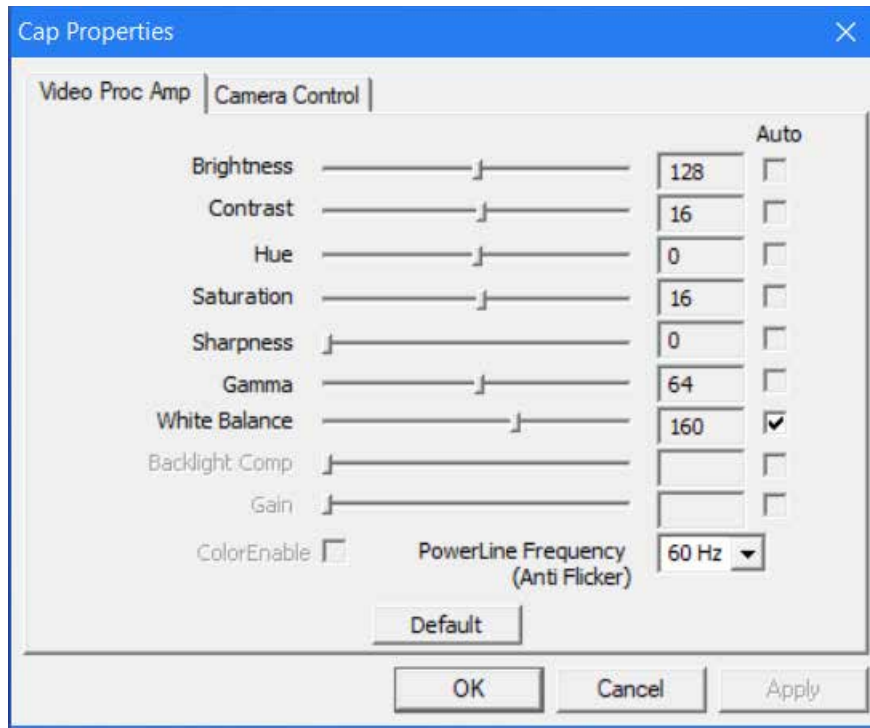 Cap Properties
Video Proc Amp Camera Control
Auto
Brightness 128
Contrast 16
Hue 0
Saturation 16
Sharpness 0
Gamma 64
White Balance 160
Backlight Comp
Gain
ColorEnable PowerLine Frequency 60 Hz
(Anti Flicker)
Default
OK Cancel Apply